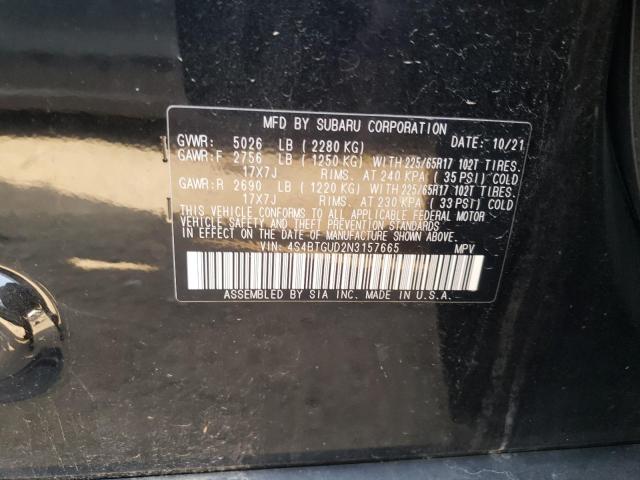 MFD BY SUBARU CORPORATION DATE: 10/21
GVWR: 5026 LB (2280 KG)
GAWR:F 2756 LB (1250 KG) WITH 225/65R17 102T TIRES.
17X7J RIMS. AT 240 KPA (35 PSI) COLD
GAWR:R 2690 LB (1220 KG) WITH 225/65R17 102T TIRES.
17X7J RIMS. AT 230 KPA (33 PSI) COLD
THIS VEHICLE CONFORMS TO ALL APPLICABLE FEDERAL MOTOR
VEHICLE SAFETY AND THEFT PREVENTION STANDARDS
IN EFFECT ON THE DATE OF MANUFACTURE SHOWN ABOVE.
VIN: 4S4BTGUD2N3157665 MPV
ASSEMBLED BY SIA INC. MADE IN U.S.A.